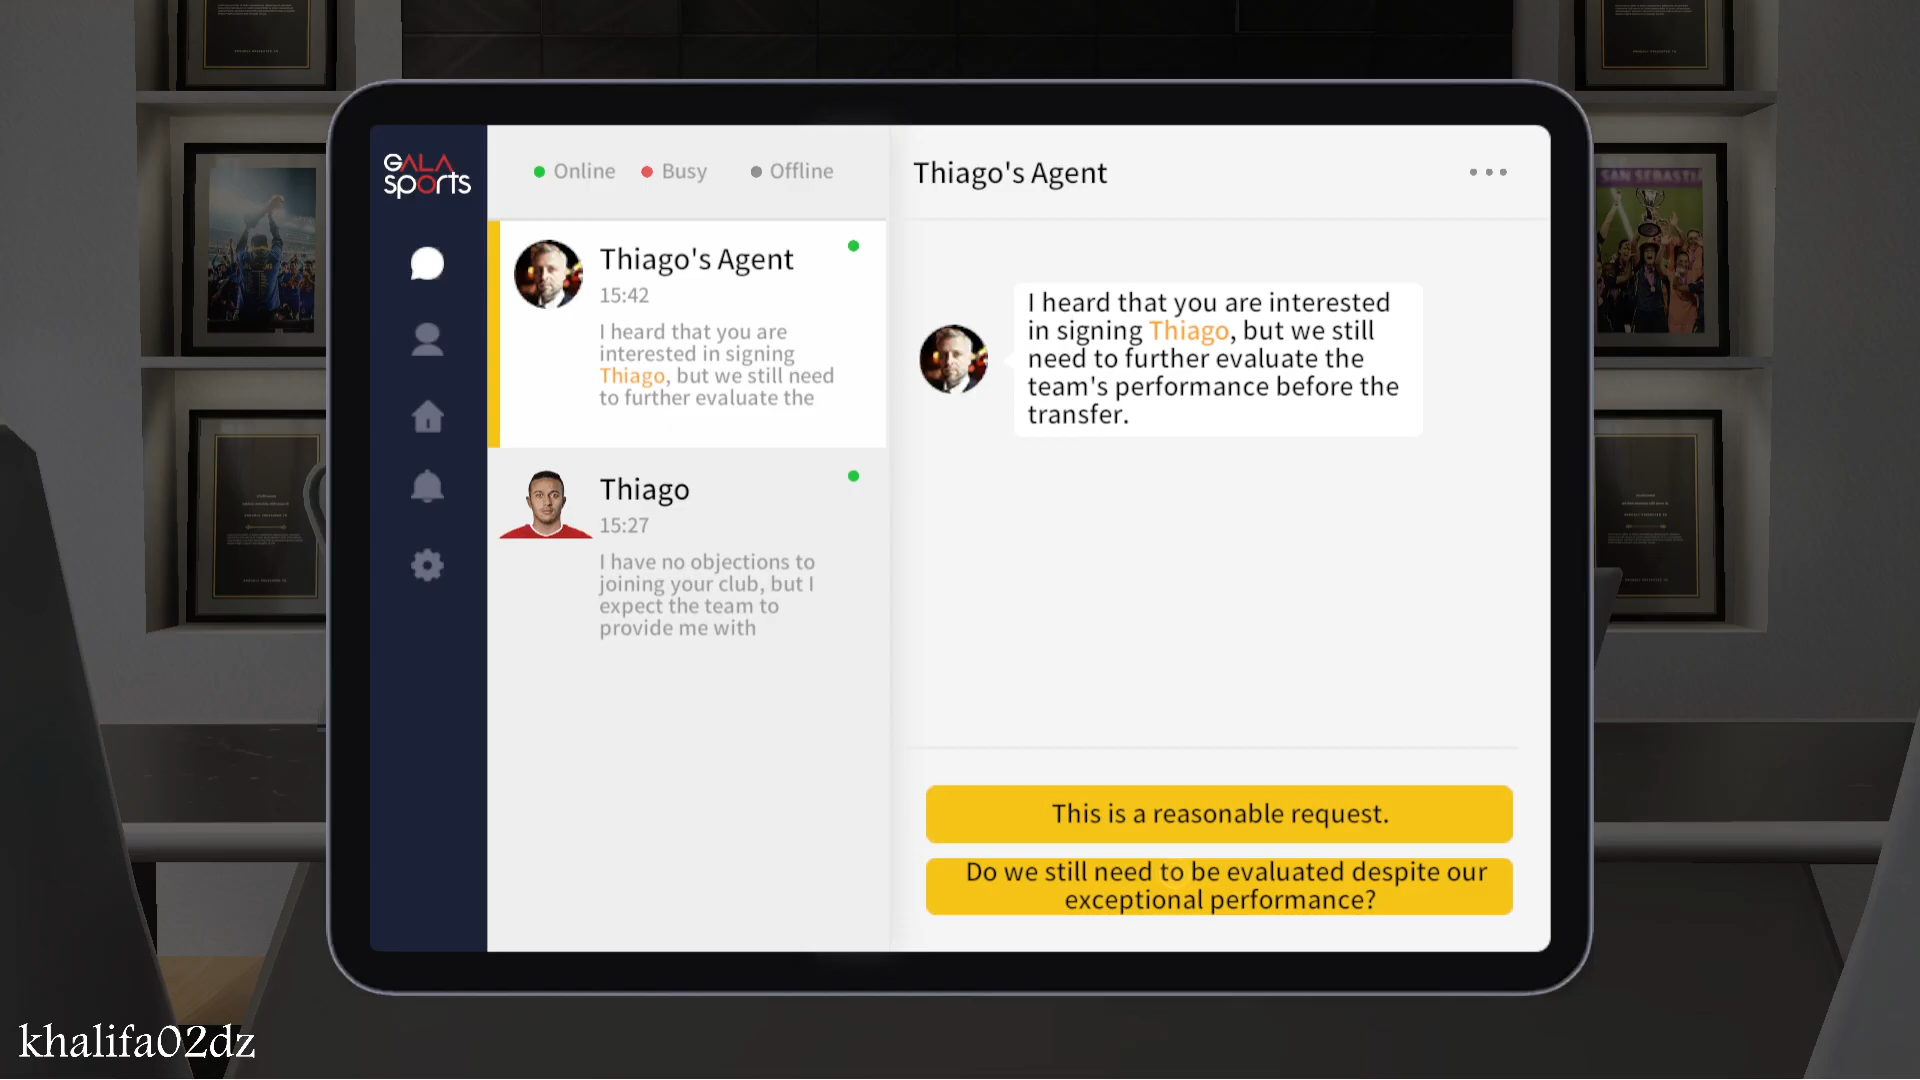 GALA
sports
Online
Busy
Offline
Thiago's Agent
15:42
I heard that you are
interested in signing
Thiago, but we still need
to further evaluate the
Thiago
15:27
I have no objections to
joining your club, but I
expect the team to
provide me with
Thiago's Agent
I heard that you are interested
in signing Thiago, but we still
need to further evaluate the
team's performance before the
transfer.
This is a reasonable request.
Do we still need to be evaluated despite our
exceptional performance?
SAN SEBASTIA
khalifa02dz